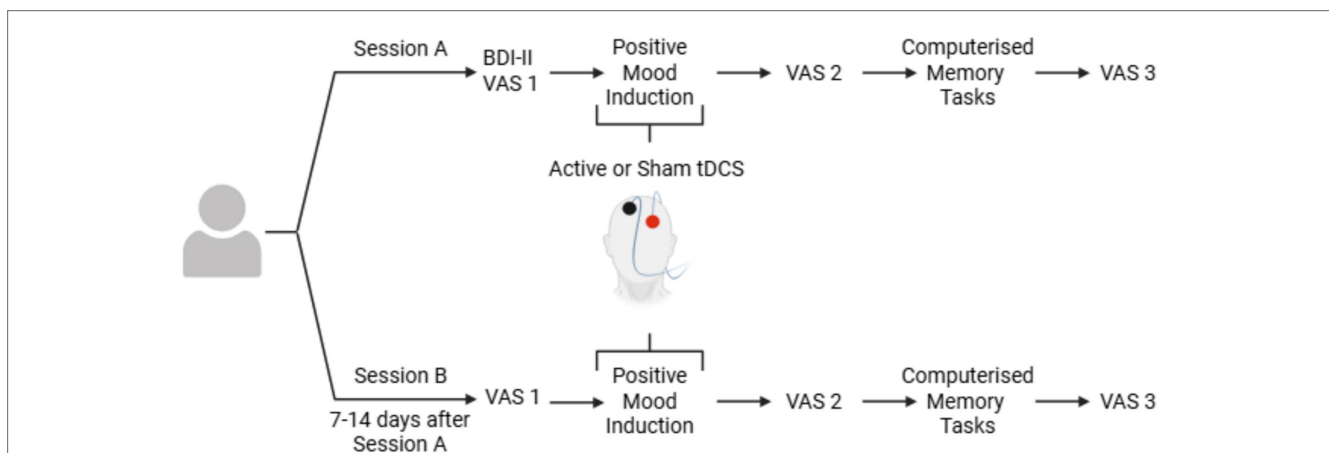 Session A
BDI-II
VAS 1
Positive
Mood
Induction
VAS 2
Computerised
Memory
Tasks
VAS 3
Active or Sham tDCS
Session B
7-14 days after
Session A
VAS 1
Positive
Mood
Induction
VAS 2
Computerised
Memory
Tasks
VAS 3